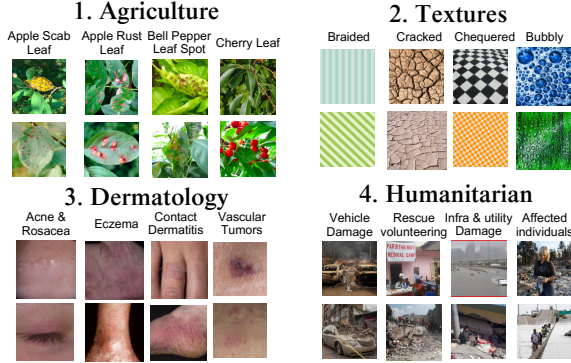 1. Agriculture
Apple Scab
Leaf
Apple Rust
Leaf
Bell Pepper
Leaf Spot
Cherry Leaf
2. Textures
Braided
Cracked
Chequered
Bubbly
3. Dermatology
Acne &
Rosacea
Eczema
Contact
Dermatitis
Vascular
Tumors
4. Humanitarian
Vehicle
Damage
Rescue
volunteering
Infra & utility
Damage
Affected
individuals
MEDICAL CAMP